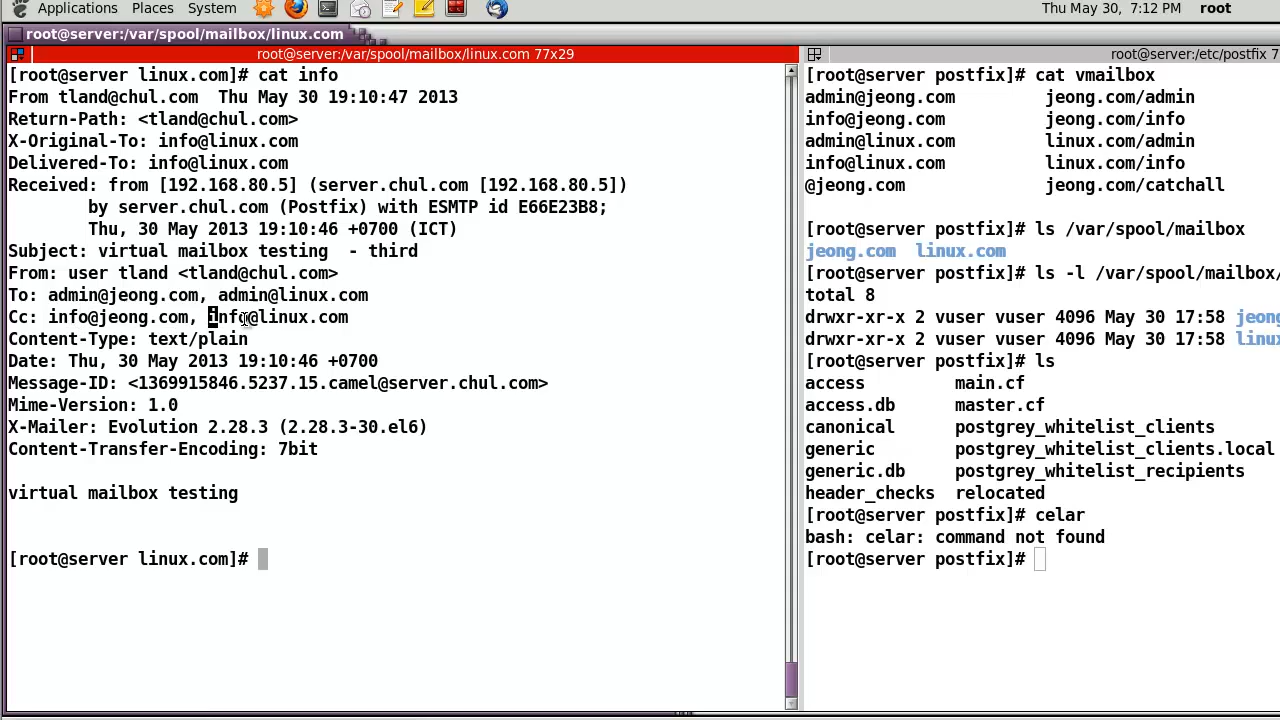 Applications Places System Thu May 30, 7:12 PM root
root@server:/var/spool/mailbox/linux.com
root@server:/var/spool/mailbox/linux.com 77x29
[root@server linux.com]# cat info
From tland@chul.com  Thu May 30 19:10:47 2013
Return-Path: <tland@chul.com>
X-Original-To: info@linux.com
Delivered-To: info@linux.com
Received: from [192.168.80.5] (server.chul.com [192.168.80.5])
        by server.chul.com (Postfix) with ESMTP id E66E23B8;
        Thu, 30 May 2013 19:10:46 +0700 (ICT)
Subject: virtual mailbox testing  - third
From: user tland <tland@chul.com>
To: admin@jeong.com, admin@linux.com
Cc: info@jeong.com, info@linux.com
Content-Type: text/plain
Date: Thu, 30 May 2013 19:10:46 +0700
Message-ID: <1369915846.5237.15.camel@server.chul.com>
Mime-Version: 1.0
X-Mailer: Evolution 2.28.3 (2.28.3-30.el6)
Content-Transfer-Encoding: 7bit
virtual mailbox testing
[root@server linux.com]#
root@server:/etc/postfix 7
[root@server postfix]# cat vmailbox
admin@jeong.com         jeong.com/admin
info@jeong.com          jeong.com/info
admin@linux.com         linux.com/admin
info@linux.com          linux.com/info
@jeong.com              jeong.com/catchall
[root@server postfix]# ls /var/spool/mailbox
jeong.com  linux.com
[root@server postfix]# ls -l /var/spool/mailbox/
total 8
drwxr-xr-x 2 vuser vuser 4096 May 30 17:58 jeong
drwxr-xr-x 2 vuser vuser 4096 May 30 17:58 linux
[root@server postfix]# ls
access         main.cf
access.db      master.cf
canonical      postgrey_whitelist_clients
generic        postgrey_whitelist_clients.local
generic.db     postgrey_whitelist_recipients
header_checks  relocated
[root@server postfix]# celar
bash: celar: command not found
[root@server postfix]#